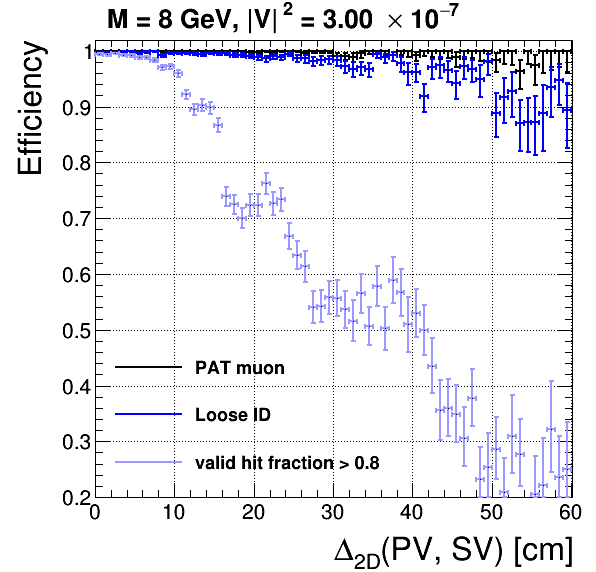 M = 8 GeV, |V|² = 3.00 × 10⁻⁷
Efficiency
1
0.9
0.8
0.7
0.6
0.5
0.4
0.3
0.2
PAT muon
Loose ID
valid hit fraction > 0.8
0 10 20 30 40 50 60
Δ2D(PV, SV) [cm]